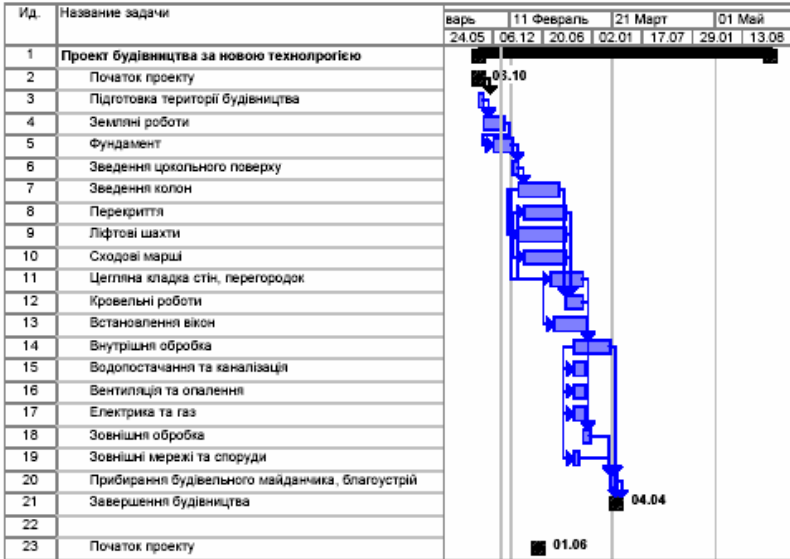 Ид. Название задачи варь 11 Февраль 21 Март 01 Май
24.05 06.12 20.06 02.01 17.07 29.01 13.08
1 Проект будівництва за новою технолрогією
2 Початок проекту 03.10
3 Підготовка території будівництва
4 Земляні роботи
5 Фундамент
6 Зведення цокольного поверху
7 Зведення колон
8 Перекриття
9 Ліфтові шахти
10 Сходові марші
11 Цегляна кладка стін, перегородок
12 Кровельні роботи
13 Встановлення вікон
14 Внутрішня обробка
15 Водопостачання та каналізація
16 Вентиляція та опалення
17 Електрика та газ
18 Зовнішня обробка
19 Зовнішні мережі та споруди
20 Прибирання будівельного майданчика, благоустрій
21 Завершення будівництва 04.04
22
23 Початок проекту 01.06